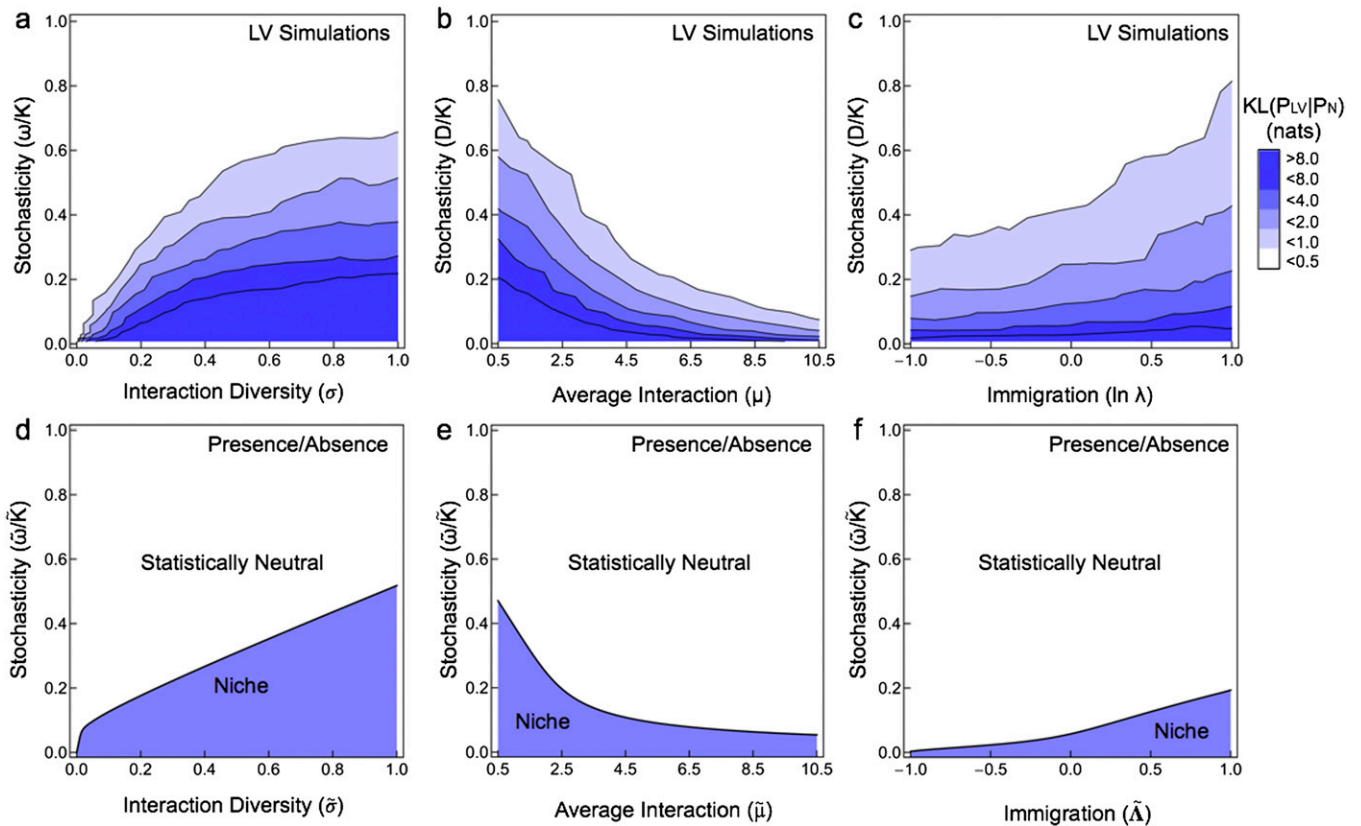 a
LV Simulations
Stochasticity (ω/K)
1.0
0.8
0.6
0.4
0.2
0.0
0.0 0.2 0.4 0.6 0.8 1.0
Interaction Diversity (σ)
b
LV Simulations
Stochasticity (D/K)
1.0
0.8
0.6
0.4
0.2
0.0
0.5 2.5 4.5 6.5 8.5 10.5
Average Interaction (μ)
c
LV Simulations
Stochasticity (D/K)
1.0
0.8
0.6
0.4
0.2
0.0
−1.0 −0.5 0.0 0.5 1.0
Immigration (ln λ)
KL(PLV|PN)
(nats)
>8.0
<8.0
<4.0
<2.0
<1.0
<0.5
d
Presence/Absence
Stochasticity (ω̃/K̃)
1.0
0.8
0.6
0.4
0.2
0.0
Statistically Neutral
Niche
0.0 0.2 0.4 0.6 0.8 1.0
Interaction Diversity (σ̃)
e
Presence/Absence
Stochasticity (ω̃/K̃)
1.0
0.8
0.6
0.4
0.2
0.0
Statistically Neutral
Niche
0.5 2.5 4.5 6.5 8.5 10.5
Average Interaction (μ̃)
f
Presence/Absence
Stochasticity (ω̃/K̃)
1.0
0.8
0.6
0.4
0.2
0.0
Statistically Neutral
Niche
−1.0 −0.5 0.0 0.5 1.0
Immigration (Λ̃)